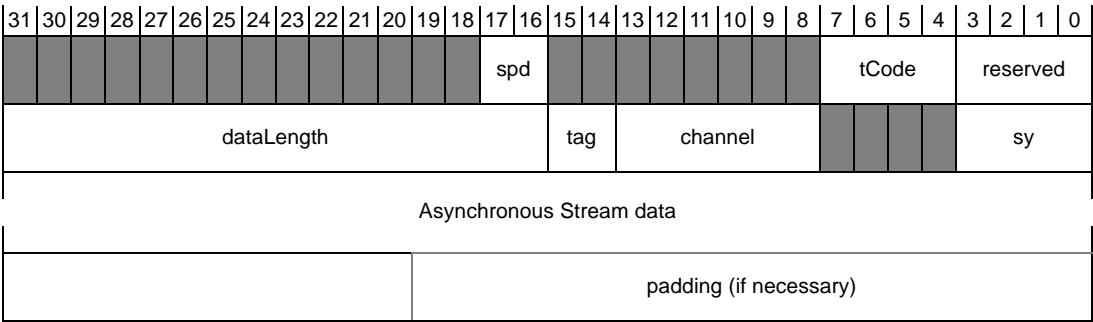 31 30 29 28 27 26 25 24 23 22 21 20 19 18 17 16 15 14 13 12 11 10 9 8 7 6 5 4 3 2 1 0
spd tCode reserved
dataLength tag channel sy
Asynchronous Stream data
padding (if necessary)